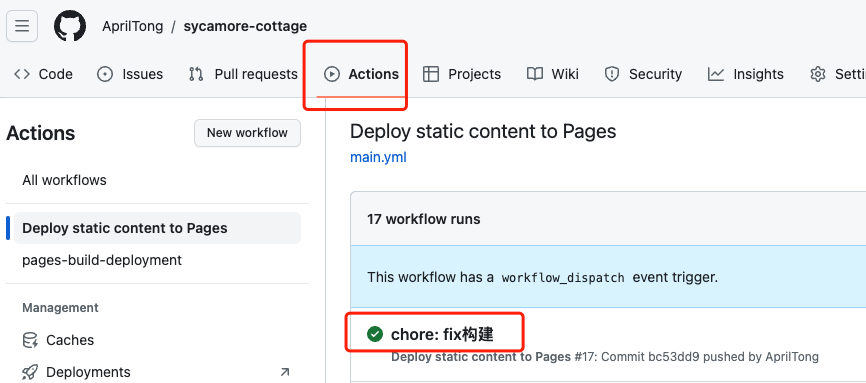 AprilTong / sycamore-cottage
Code Issues Pull requests Actions Projects Wiki Security Insights Setti
Actions New workflow
All workflows
Deploy static content to Pages
pages-build-deployment
Management
Caches
Deployments
Deploy static content to Pages
main.yml
17 workflow runs
This workflow has a workflow_dispatch event trigger.
chore: fix构建
Deploy static content to Pages #17: Commit bc53dd9 pushed by AprilTong